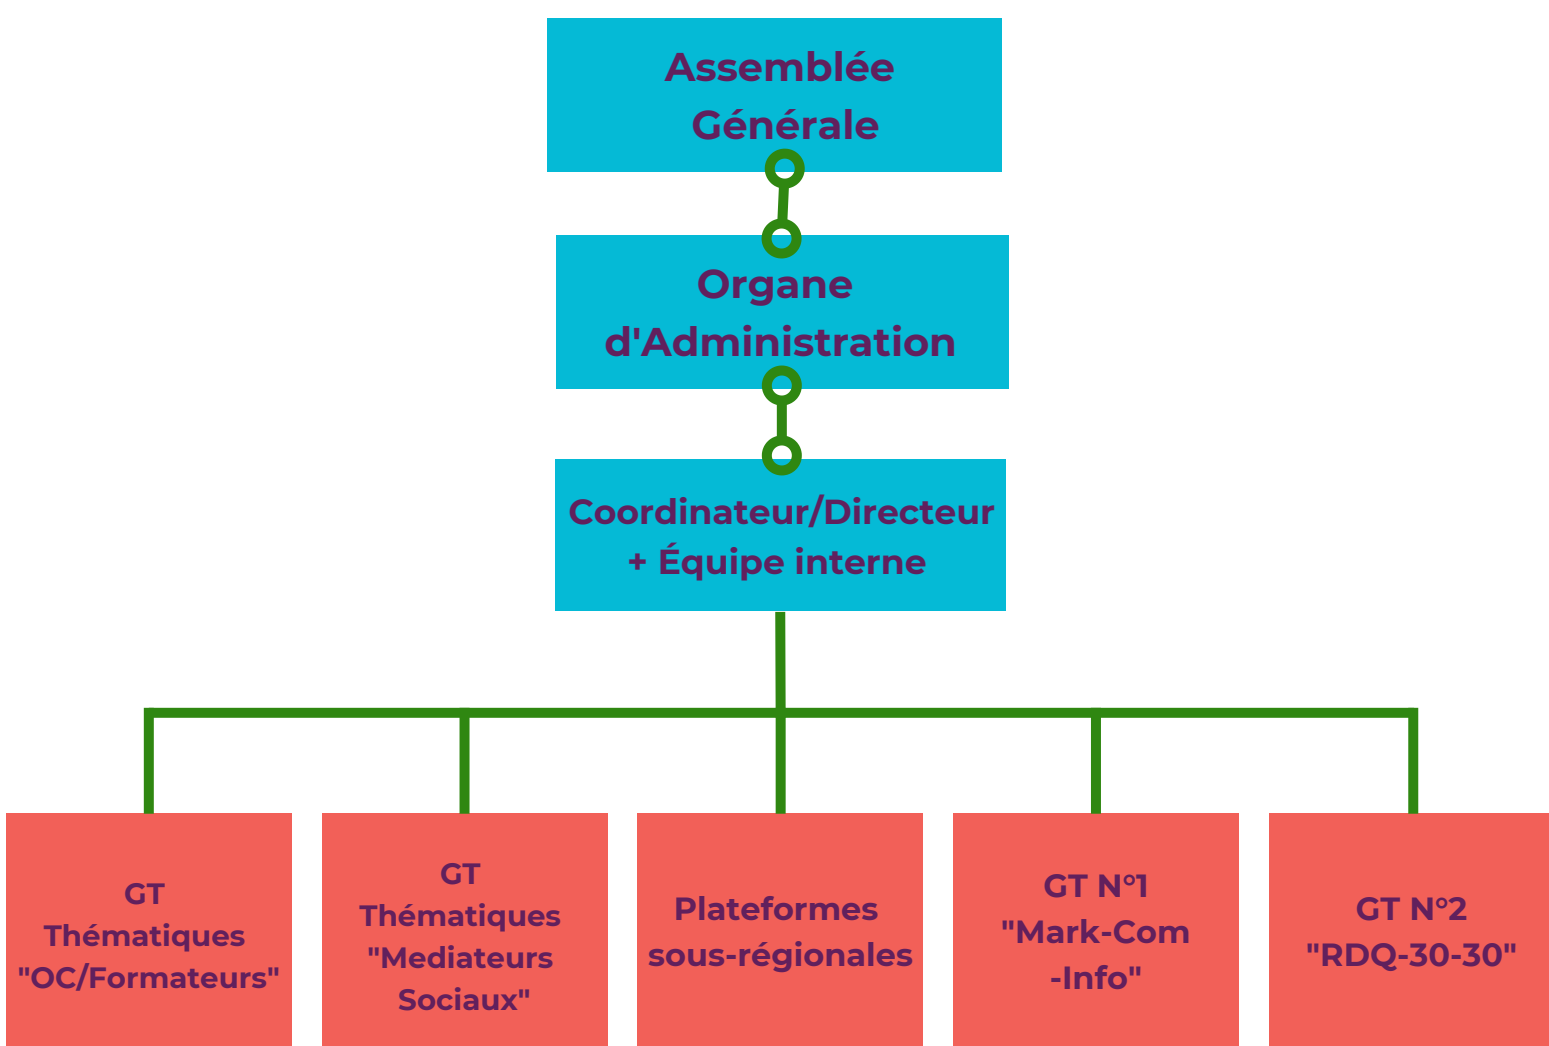 Assemblée
Générale
Organe
d'Administration
Coordinateur/Directeur
+ Équipe interne
GT
Thématiques
"OC/Formateurs"
GT
Thématiques
"Mediateurs
Sociaux"
Plateformes
sous-régionales
GT N°1
"Mark-Com
-Info"
GT N°2
"RDQ-30-30"